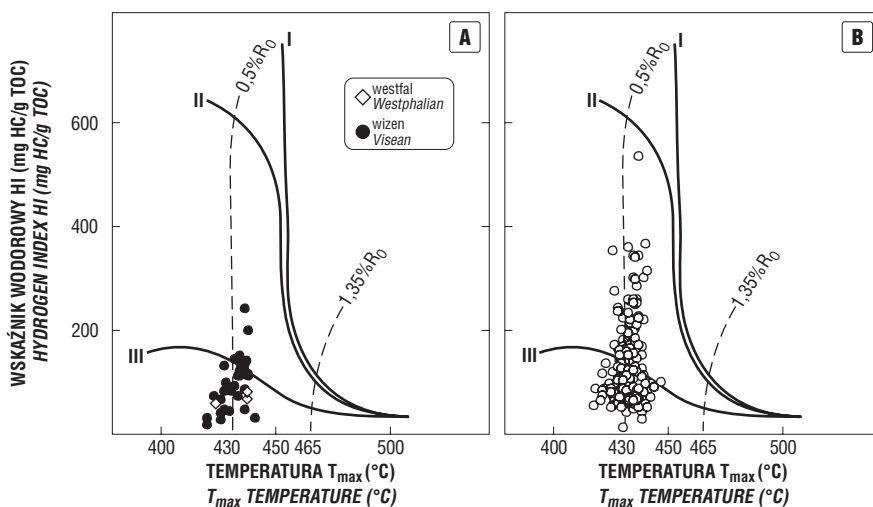 WSKAŹNIK WODOROWY HI (mg HC/g TOC)
HYDROGEN INDEX HI (mg HC/g TOC)
600
400
200
A
I
II
III
0,5%R0
1,35%R0
westfal
Westphalian
wizen
Visean
400 430 450 465 500
TEMPERATURA Tmax (°C)
Tmax TEMPERATURE (°C)
B
I
II
III
0,5%R0
1,35%R0
400 430 450 465 500
TEMPERATURA Tmax (°C)
Tmax TEMPERATURE (°C)